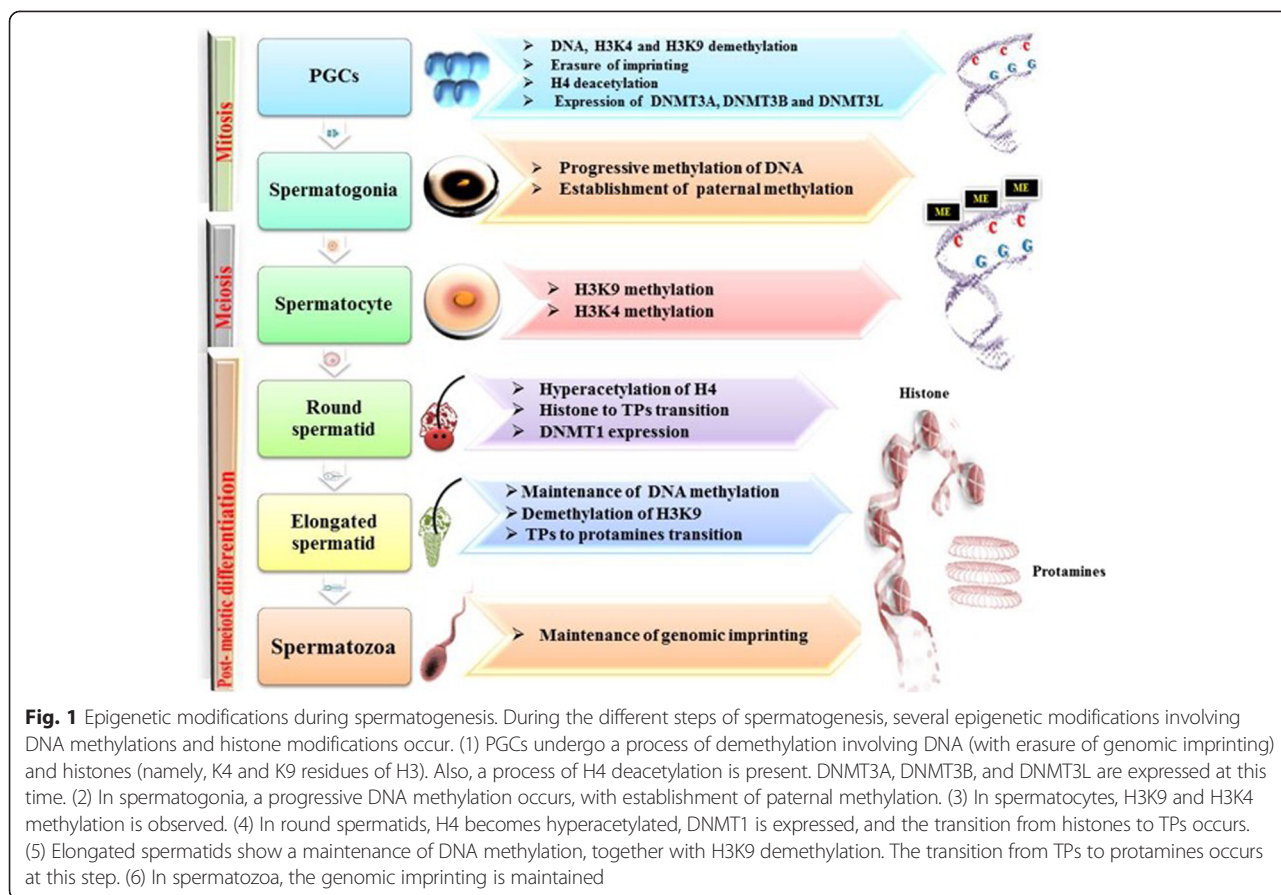 Mitosis
PGCs
➢ DNA, H3K4 and H3K9 demethylation
➢ Erasure of imprinting
➢ H4 deacetylation
➢ Expression of DNMT3A, DNMT3B and DNMT3L
C C C
G G G
Spermatogonia
➢ Progressive methylation of DNA
➢ Establishment of paternal methylation
ME ME ME
C C C
G G G
Meiosis
Spermatocyte
➢ H3K9 methylation
➢ H3K4 methylation
Post- meiotic differentiation
Round
spermatid
➢ Hyperacetylation of H4
➢ Histone to TPs transition
➢ DNMT1 expression
Histone
Elongated
spermatid
➢ Maintenance of DNA methylation
➢ Demethylation of H3K9
➢ TPs to protamines transition
Protamines
Spermatozoa
➢ Maintenance of genomic imprinting
Fig. 1 Epigenetic modifications during spermatogenesis. During the different steps of spermatogenesis, several epigenetic modifications involving
DNA methylations and histone modifications occur. (1) PGCs undergo a process of demethylation involving DNA (with erasure of genomic imprinting)
and histones (namely, K4 and K9 residues of H3). Also, a process of H4 deacetylation is present. DNMT3A, DNMT3B, and DNMT3L are expressed at this
time. (2) In spermatogonia, a progressive DNA methylation occurs, with establishment of paternal methylation. (3) In spermatocytes, H3K9 and H3K4
methylation is observed. (4) In round spermatids, H4 becomes hyperacetylated, DNMT1 is expressed, and the transition from histones to TPs occurs.
(5) Elongated spermatids show a maintenance of DNA methylation, together with H3K9 demethylation. The transition from TPs to protamines occurs
at this step. (6) In spermatozoa, the genomic imprinting is maintained